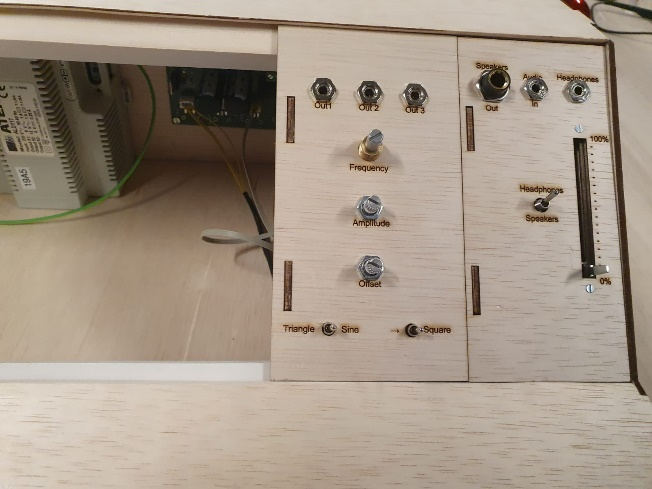 Out1
Out 2
Out 3
Frequency
Amplitude
Offset
Triangle
Sine
Square
Speakers
Out
Audio
In
Headphones
100%
Headphones
Speakers
0%
19A5